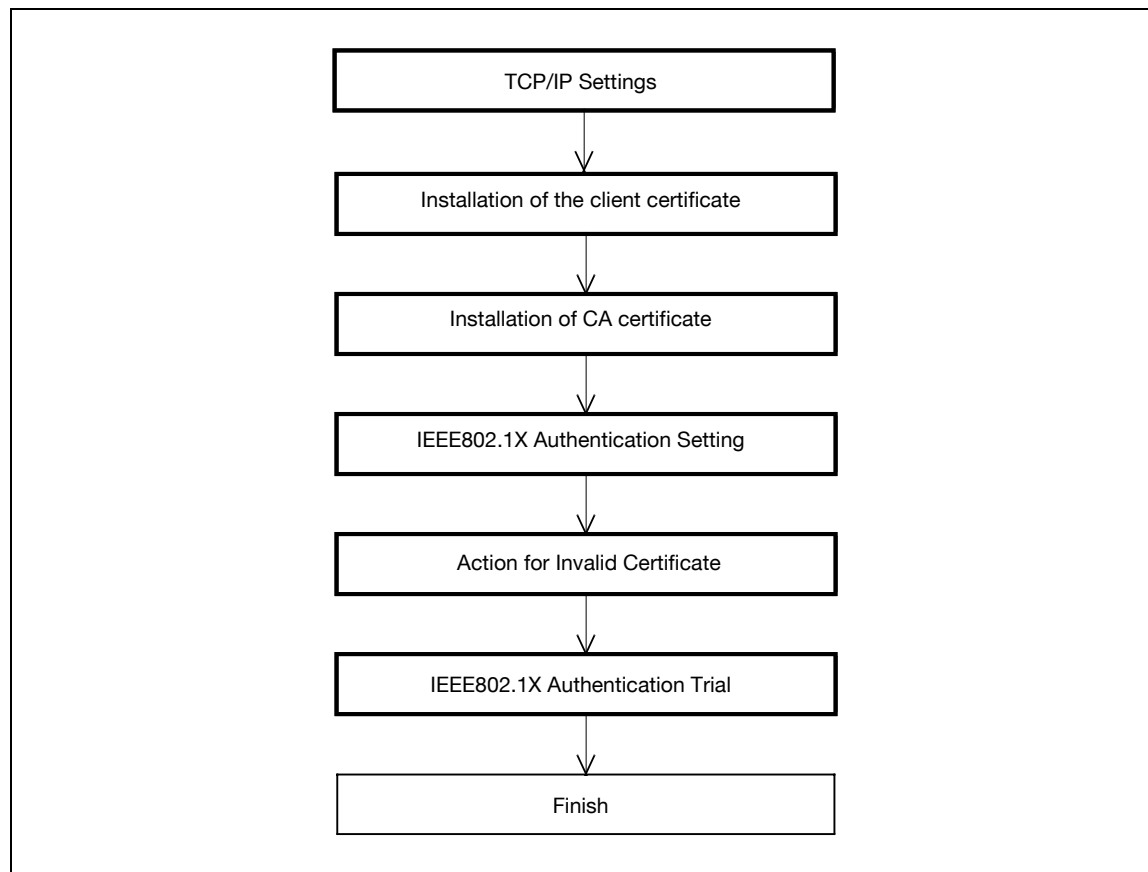 TCP/IP Settings
Installation of the client certificate
Installation of CA certificate
IEEE802.1X Authentication Setting
Action for Invalid Certificate
IEEE802.1X Authentication Trial
Finish